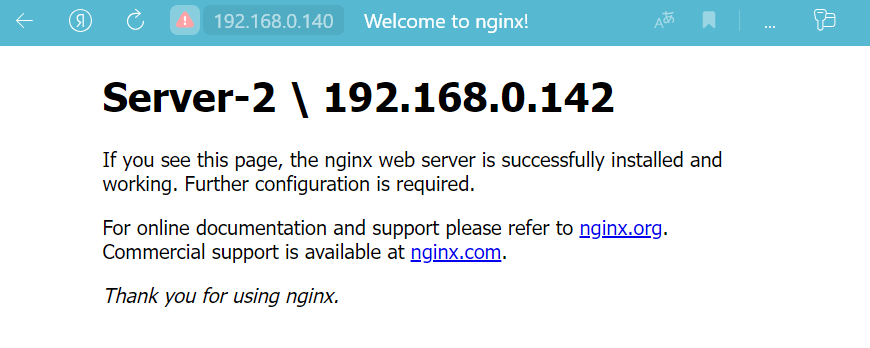 Я 192.168.0.140 Welcome to nginx! Aあ ...
Server-2 \ 192.168.0.142
If you see this page, the nginx web server is successfully installed and
working. Further configuration is required.
For online documentation and support please refer to nginx.org.
Commercial support is available at nginx.com.
Thank you for using nginx.